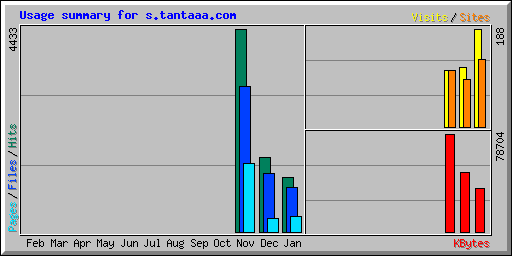 Usage summary for s.tantaaa.com
Visits/Sites
4433
188
Pages/Files/Hits
78704
Feb Mar Apr May Jun Jul Aug Sep Oct Nov Dec Jan
KBytes